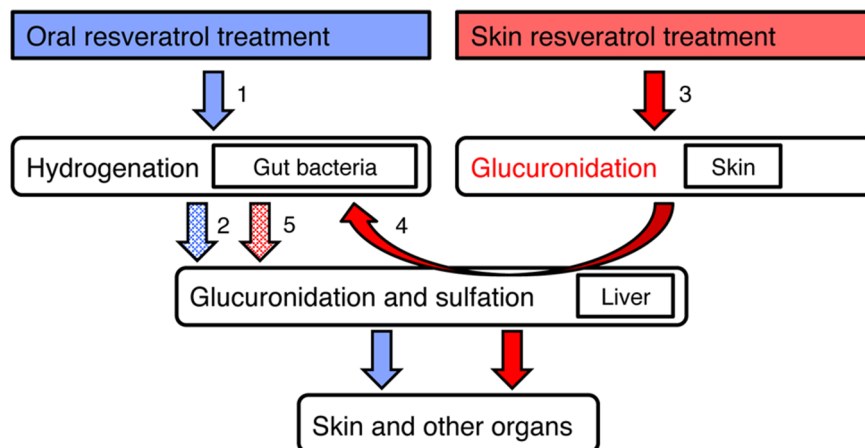 Oral resveratrol treatment
Skin resveratrol treatment
1
3
Hydrogenation
Gut bacteria
Glucuronidation
Skin
2
5
4
Glucuronidation and sulfation
Liver
Skin and other organs